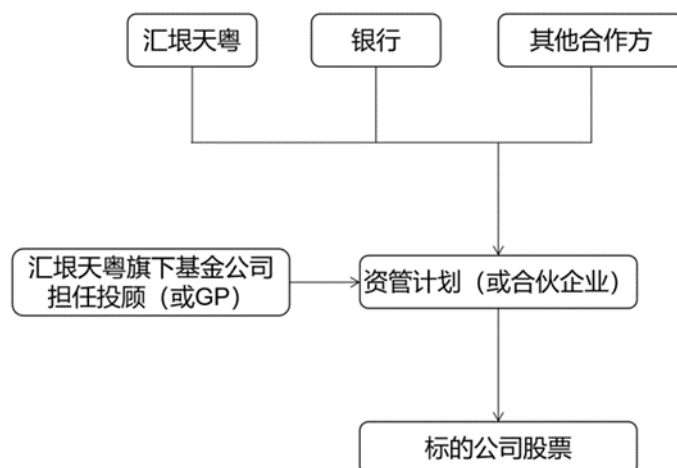 汇垠天粤
银行
其他合作方
汇垠天粤旗下基金公司
担任投顾（或GP）
资管计划（或合伙企业）
标的公司股票